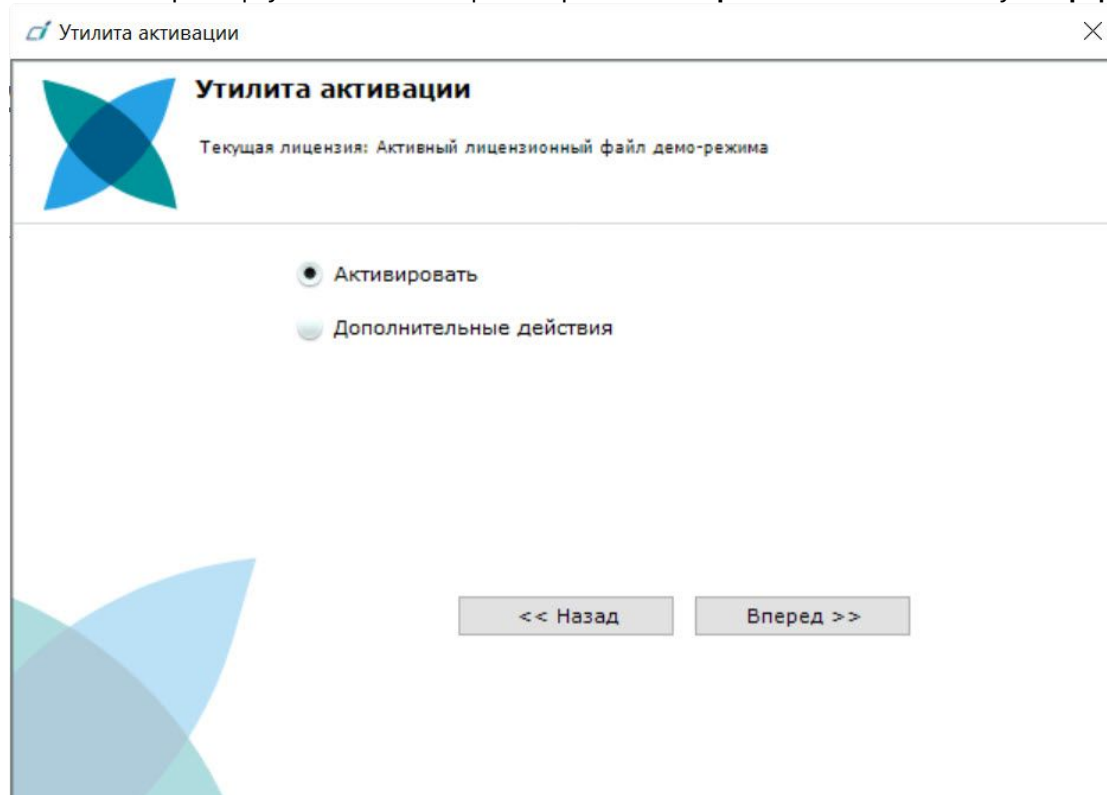 Утилита активации
Утилита активации
Текущая лицензия: Активный лицензионный файл демо-режима
Активировать
Дополнительные действия
<< Назад
Вперед >>